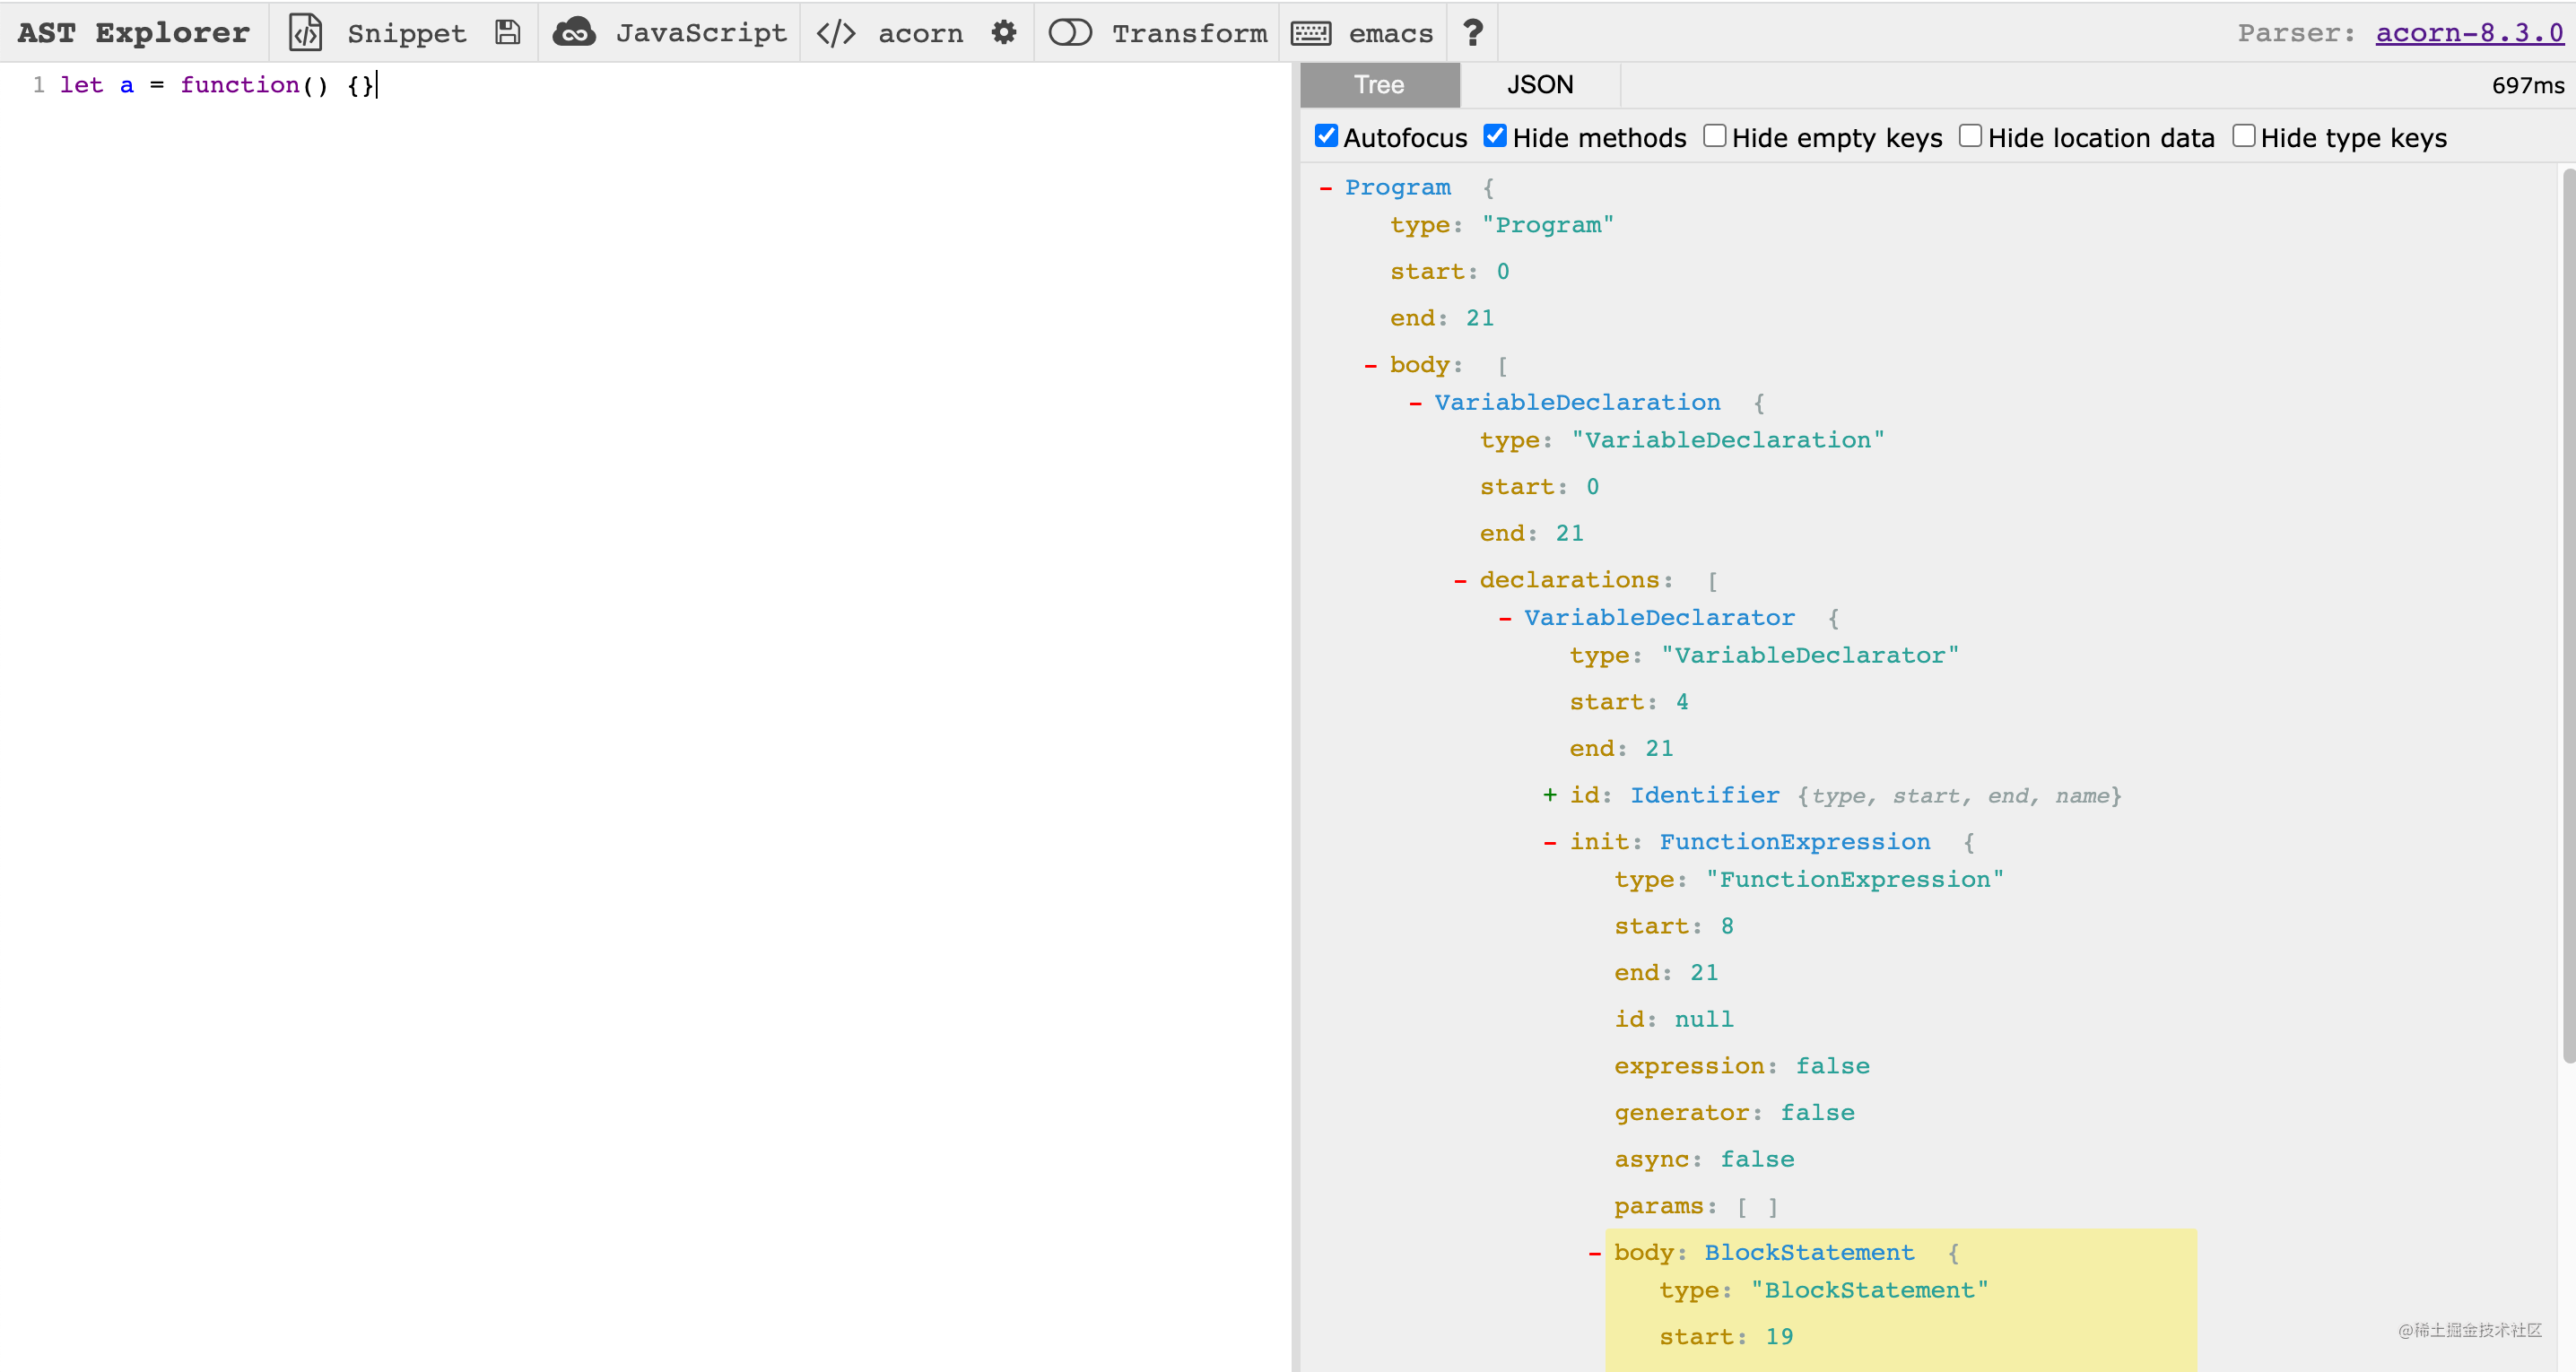 AST Explorer Snippet JavaScript </> acorn Transform emacs ? Parser: acorn-8.3.0
1 let a = function() {}
Tree JSON 697ms
Autofocus Hide methods Hide empty keys Hide location data Hide type keys
- Program {
type: "Program"
start: 0
end: 21
- body: [
- VariableDeclaration {
type: "VariableDeclaration"
start: 0
end: 21
- declarations: [
- VariableDeclarator {
type: "VariableDeclarator"
start: 4
end: 21
+ id: Identifier {type, start, end, name}
- init: FunctionExpression {
type: "FunctionExpression"
start: 8
end: 21
id: null
expression: false
generator: false
async: false
params: [ ]
- body: BlockStatement {
type: "BlockStatement"
start: 19
@稀土掘金技术社区